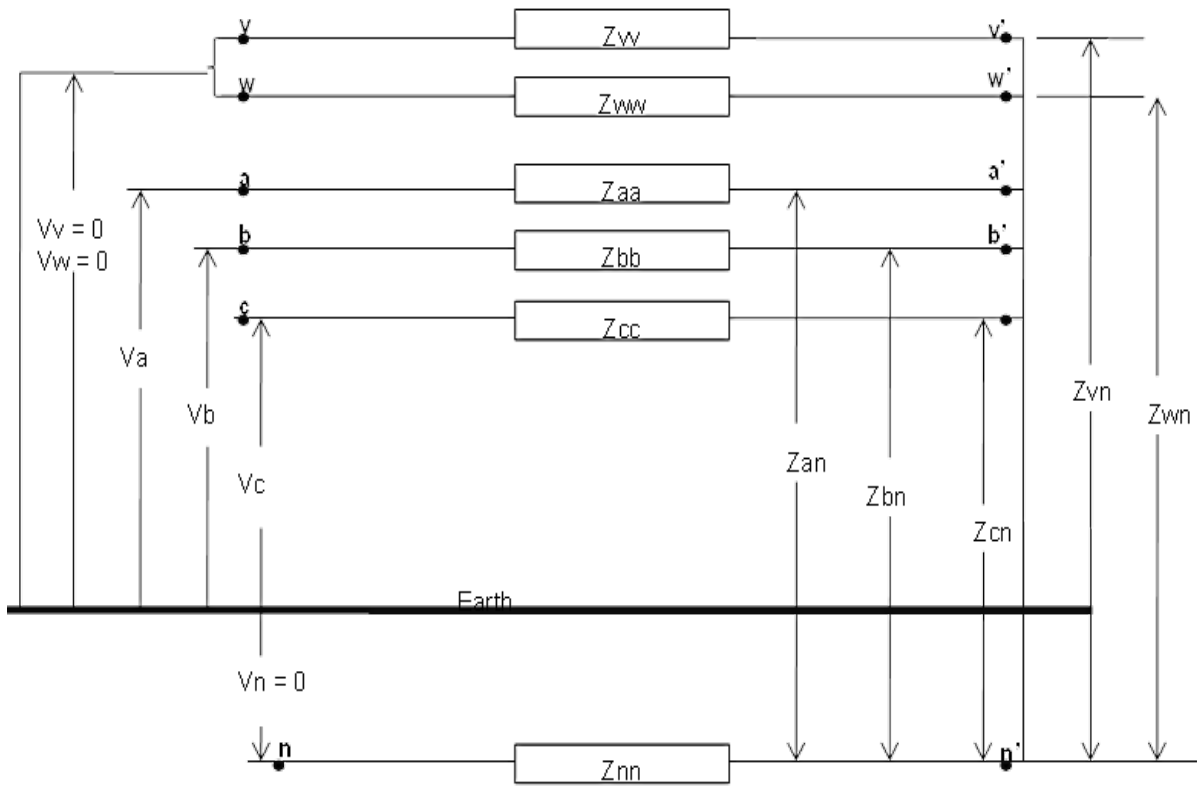 v
Zvv
v'
w
Zww
w'
a
Zaa
a'
Vv = 0
Vw = 0
b
Zbb
b'
c
Zcc
Va
Vb
Zvn
Zwn
Vc
Zan
Zbn
Zcn
Earth
Vn = 0
n
Znn
n'